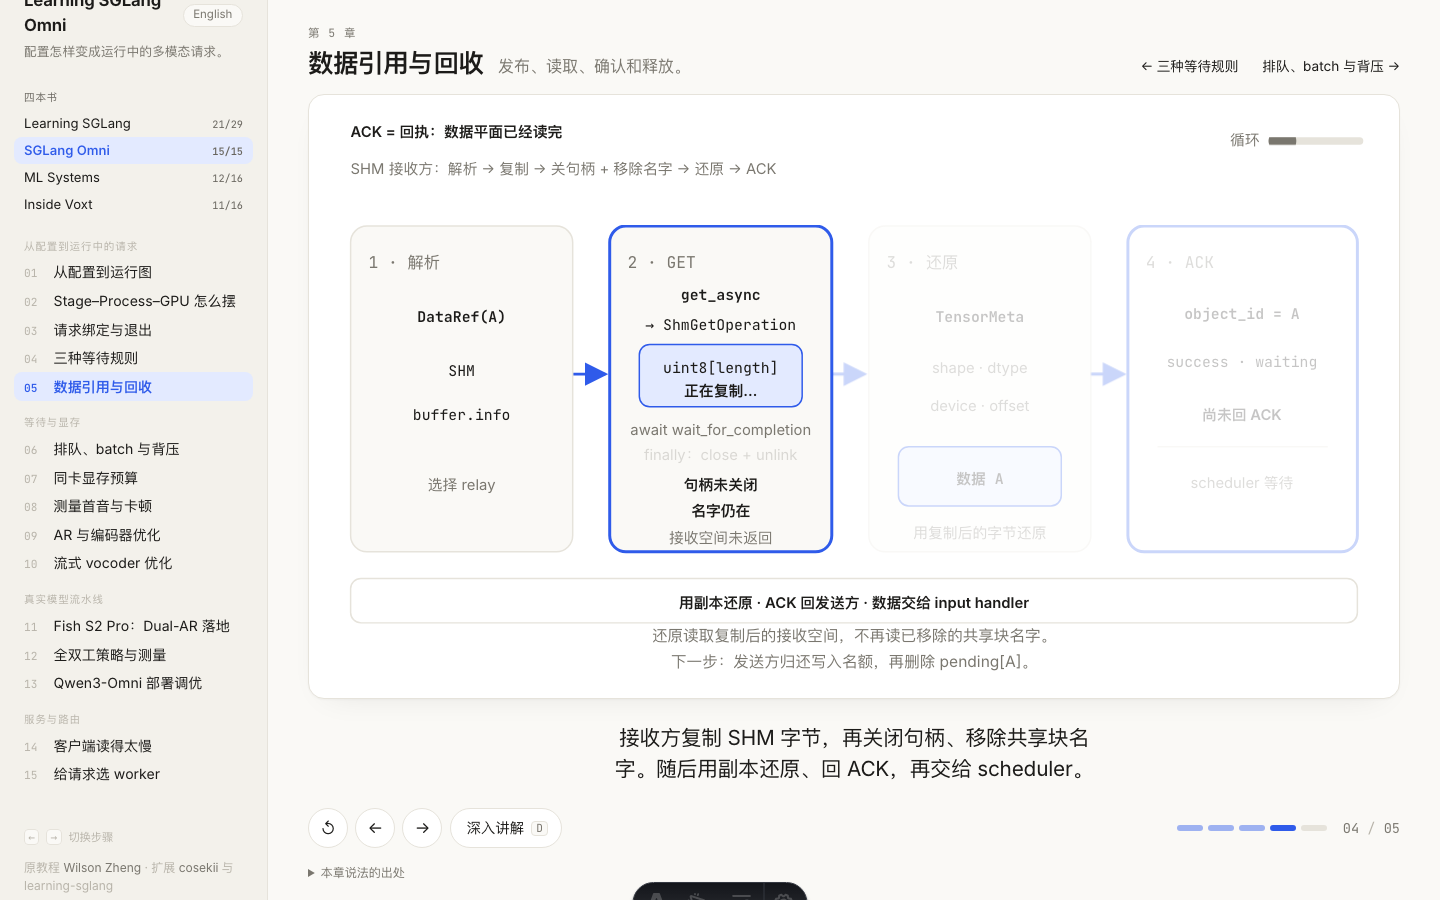 Learning SGLang
Omni
English
配置怎样变成运行中的多模态请求。
四本书
Learning SGLang 21/29
SGLang Omni 15/15
ML Systems 12/16
Inside Voxt 11/16
从配置到运行中的请求
01 从配置到运行图
02 Stage–Process–GPU 怎么摆
03 请求绑定与退出
04 三种等待规则
05 数据引用与回收
等待与显存
06 排队、batch 与背压
07 同卡显存预算
08 测量首音与卡顿
09 AR 与编码器优化
10 流式 vocoder 优化
真实模型流水线
11 Fish S2 Pro：Dual-AR 落地
12 全双工策略与测量
13 Qwen3-Omni 部署调优
服务与路由
14 客户端读得太慢
15 给请求选 worker
← → 切换步骤
原教程 Wilson Zheng · 扩展 cosekii 与
learning-sglang
第 5 章
数据引用与回收 发布、读取、确认和释放。
← 三种等待规则 排队、batch 与背压 →
ACK = 回执：数据平面已经读完
循环
SHM 接收方：解析 → 复制 → 关句柄 + 移除名字 → 还原 → ACK
1 · 解析
DataRef(A)
SHM
buffer.info
选择 relay
2 · GET
get_async
→ ShmGetOperation
uint8[length]
正在复制…
await wait_for_completion
finally：close + unlink
句柄未关闭
名字仍在
接收空间未返回
3 · 还原
TensorMeta
shape · dtype
device · offset
数据 A
用复制后的字节还原
4 · ACK
object_id = A
success · waiting
尚未回 ACK
scheduler 等待
用副本还原 · ACK 回发送方 · 数据交给 input handler
还原读取复制后的接收空间，不再读已移除的共享块名字。
下一步：发送方归还写入名额，再删除 pending[A]。
接收方复制 SHM 字节，再关闭句柄、移除共享块名
字。随后用副本还原、回 ACK，再交给 scheduler。
深入讲解 D
04 / 05
本章说法的出处